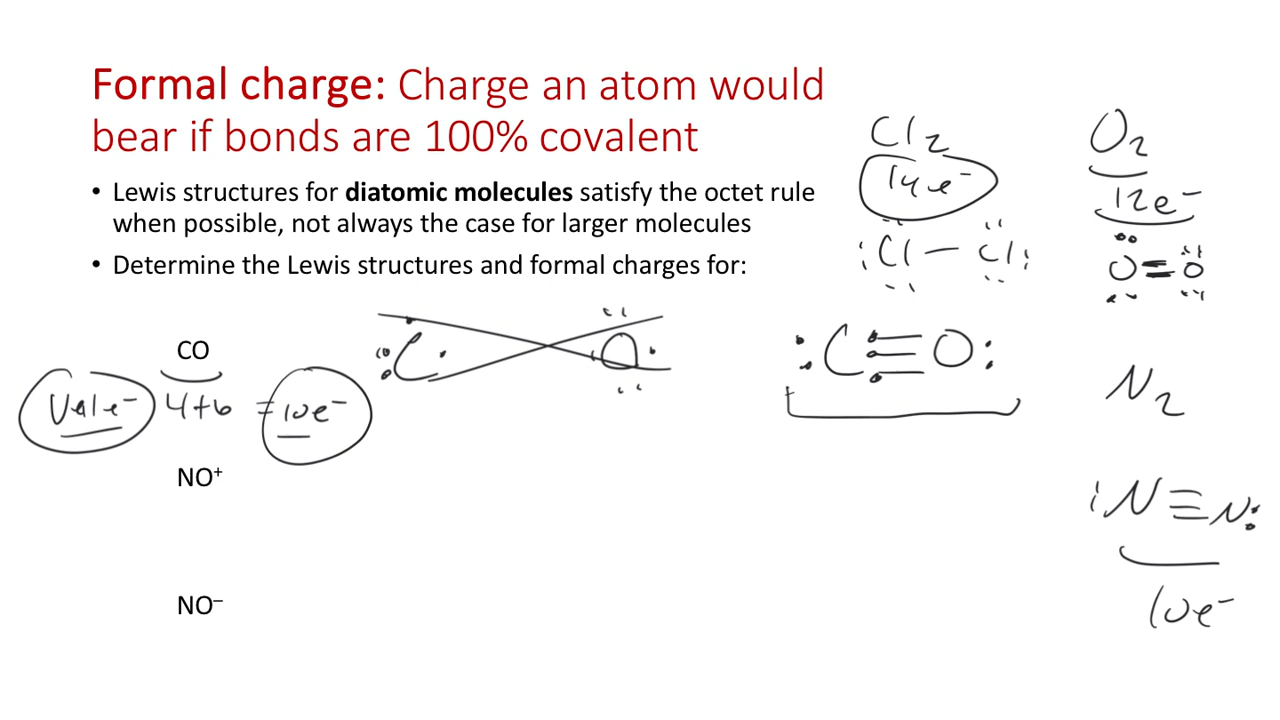 Formal charge: Charge an atom would
bear if bonds are 100% covalent
• Lewis structures for diatomic molecules satisfy the octet rule
when possible, not always the case for larger molecules
• Determine the Lewis structures and formal charges for:
CO
Val e⁻ 4+6 = 10e⁻
NO⁺
NO⁻
C O
:C≡O:
Cl₂
14e⁻
:Cl–Cl:
O₂
12e⁻
O=O
N₂
:N≡N:
10e⁻